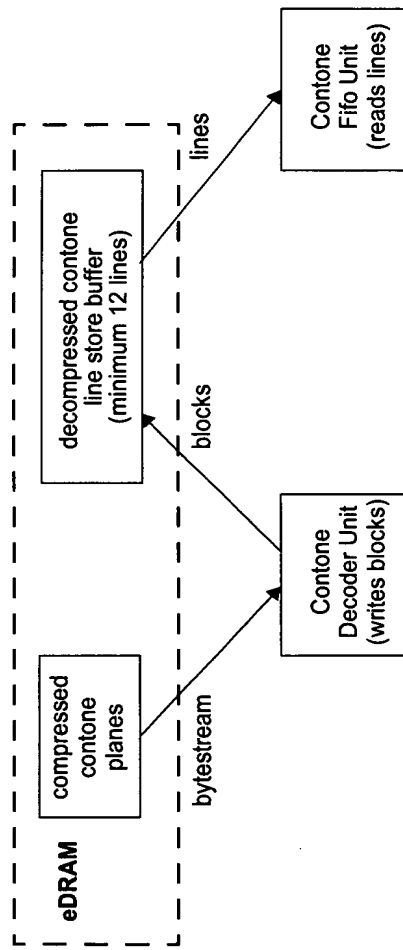 eDRAM
compressed
contone
planes
decompressed contone
line store buffer
(minimum 12 lines)
bytestream
blocks
lines
Contone
Decoder Unit
(writes blocks)
Contone
Fifo Unit
(reads lines)